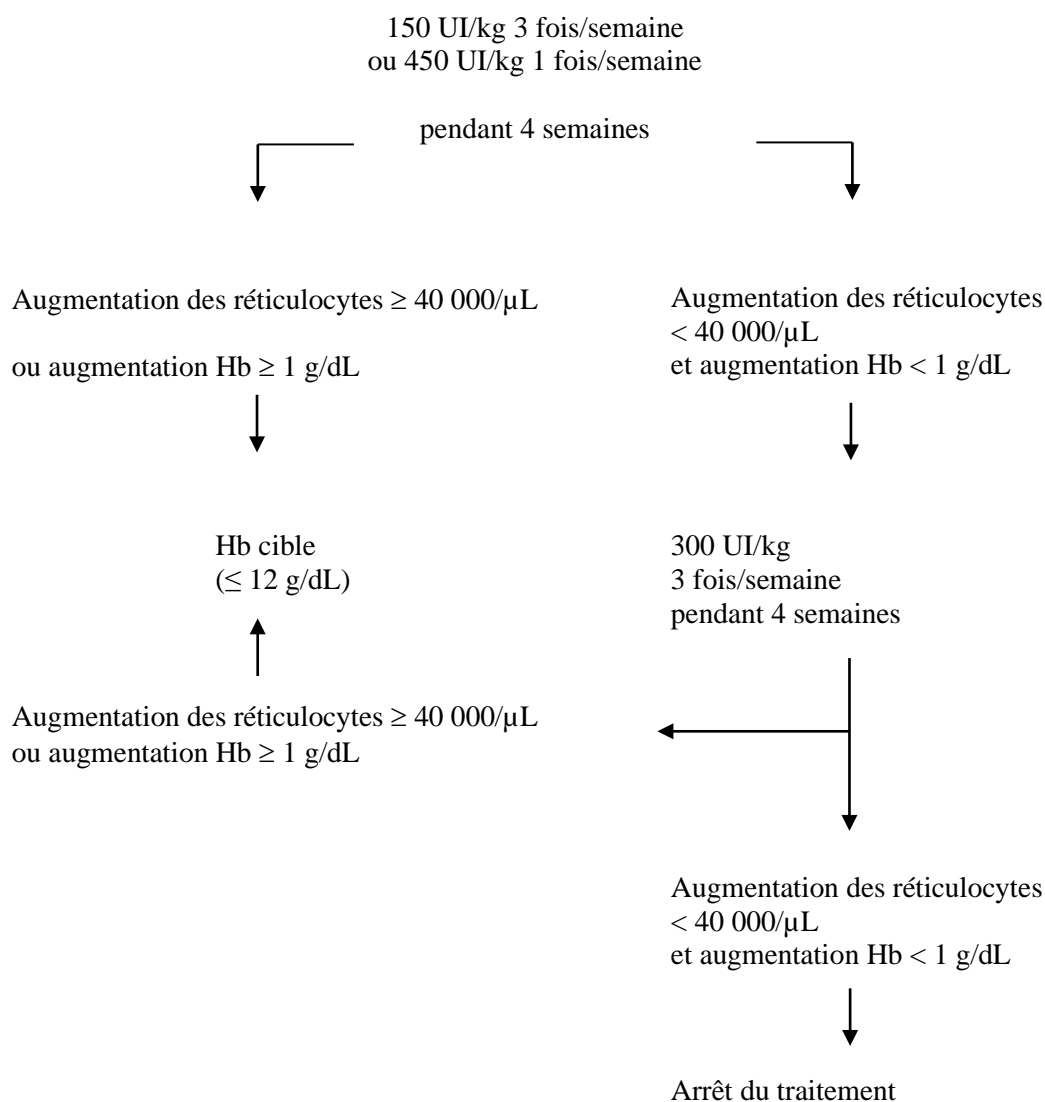 150 UI/kg 3 fois/semaine
ou 450 UI/kg 1 fois/semaine
pendant 4 semaines
Augmentation des réticulocytes ≥ 40 000/µL
ou augmentation Hb ≥ 1 g/dL
Augmentation des réticulocytes
< 40 000/µL
et augmentation Hb < 1 g/dL
Hb cible
(≤ 12 g/dL)
300 UI/kg
3 fois/semaine
pendant 4 semaines
Augmentation des réticulocytes ≥ 40 000/µL
ou augmentation Hb ≥ 1 g/dL
Augmentation des réticulocytes
< 40 000/µL
et augmentation Hb < 1 g/dL
Arrêt du traitement